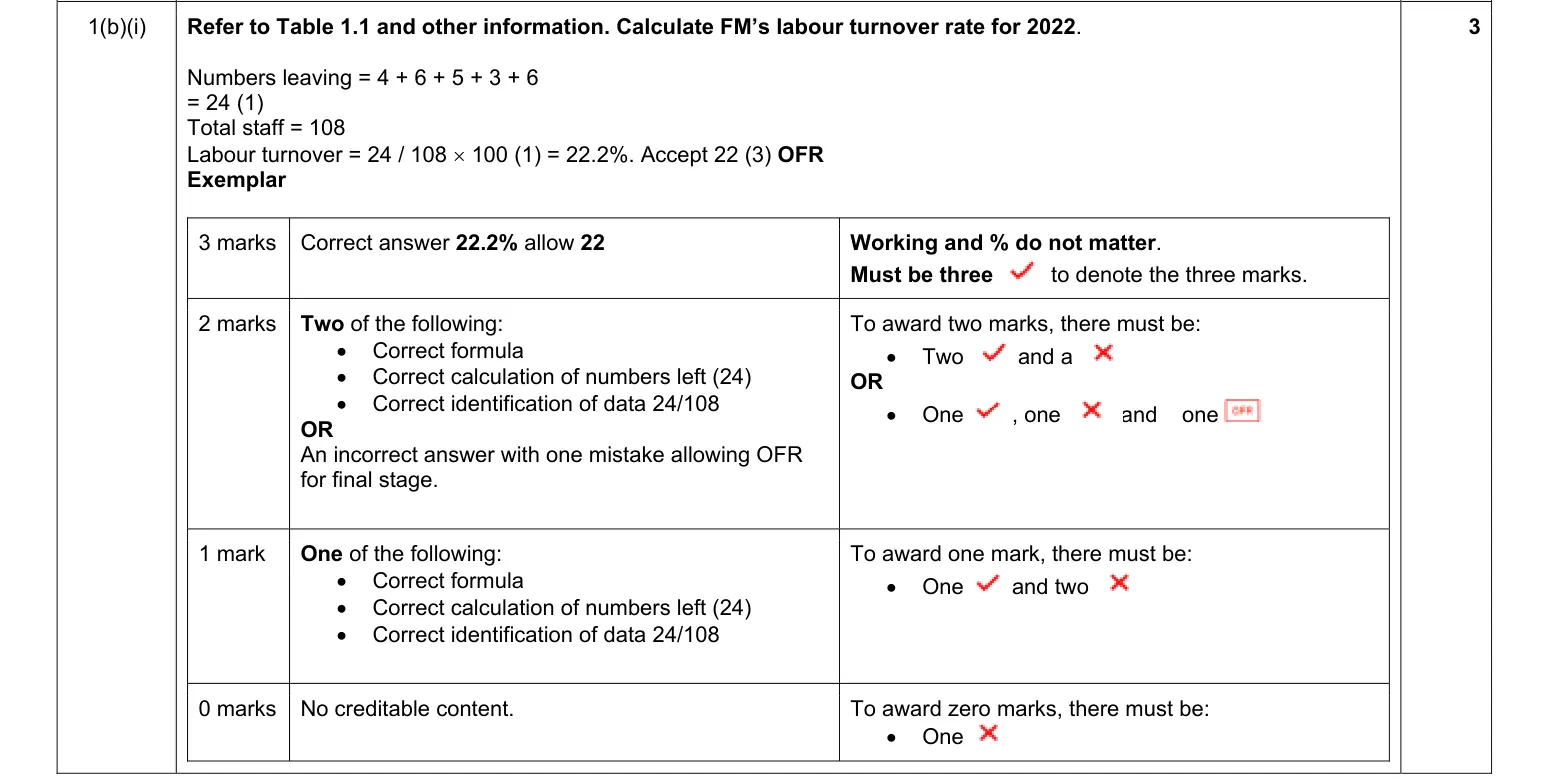 1(b)(i)
Refer to Table 1.1 and other information. Calculate FM's labour turnover rate for 2022.
3
Numbers leaving = 4 + 6 + 5 + 3 + 6
= 24 (1)
Total staff = 108
Labour turnover = 24 / 108 × 100 (1) = 22.2%. Accept 22 (3) OFR
Exemplar
3 marks
Correct answer 22.2% allow 22
Working and % do not matter.
Must be three ✓ to denote the three marks.
2 marks
Two of the following:
• Correct formula
• Correct calculation of numbers left (24)
• Correct identification of data 24/108
OR
An incorrect answer with one mistake allowing OFR
for final stage.
To award two marks, there must be:
• Two ✓ and a ✗
OR
• One ✓ , one ✗ and one OFR
1 mark
One of the following:
• Correct formula
• Correct calculation of numbers left (24)
• Correct identification of data 24/108
To award one mark, there must be:
• One ✓ and two ✗
0 marks
No creditable content.
To award zero marks, there must be:
• One ✗